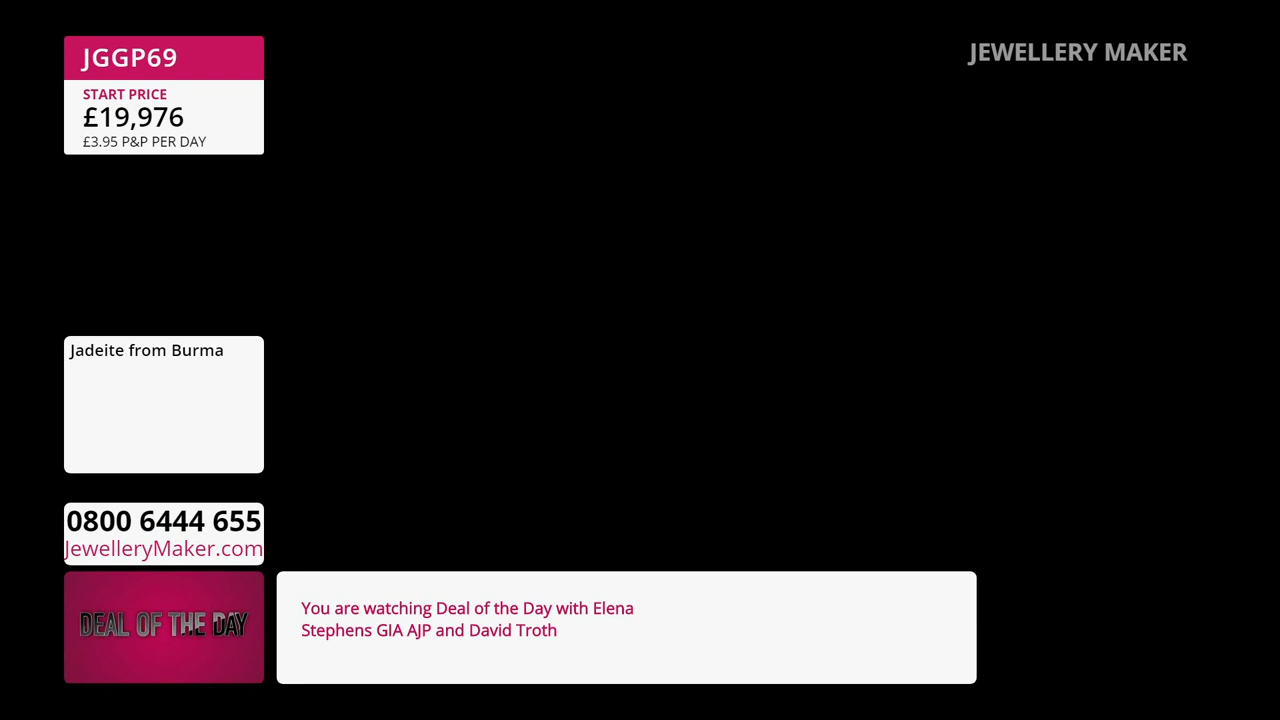 JGGP69
JEWELLERY MAKER
START PRICE
£19,976
£3.95 P&P PER DAY
Jadeite from Burma
0800 6444 655
JewelleryMaker.com
DEAL OF THE DAY
You are watching Deal of the Day with Elena
Stephens GIA AJP and David Troth